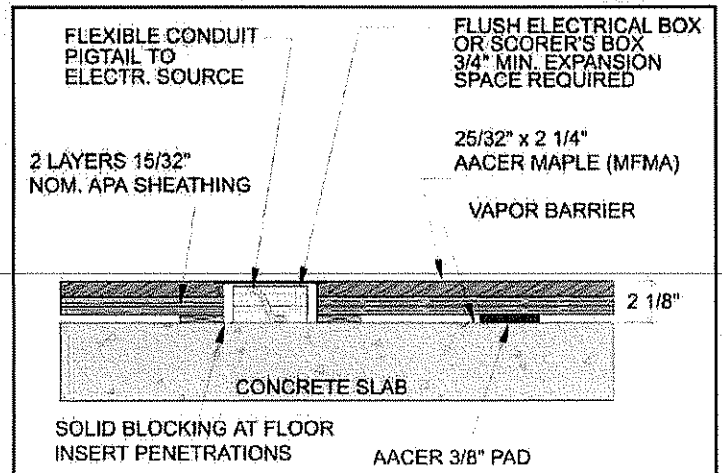 FLEXIBLE CONDUIT
PIGTAIL TO
ELECTR. SOURCE
FLUSH ELECTRICAL BOX
OR SCORER'S BOX
3/4" MIN. EXPANSION
SPACE REQUIRED
2 LAYERS 15/32"
NOM. APA SHEATHING
25/32" x 2 1/4"
AACER MAPLE (MFMA)
VAPOR BARRIER
2 1/8"
CONCRETE SLAB
SOLID BLOCKING AT FLOOR
INSERT PENETRATIONS
AACER 3/8" PAD